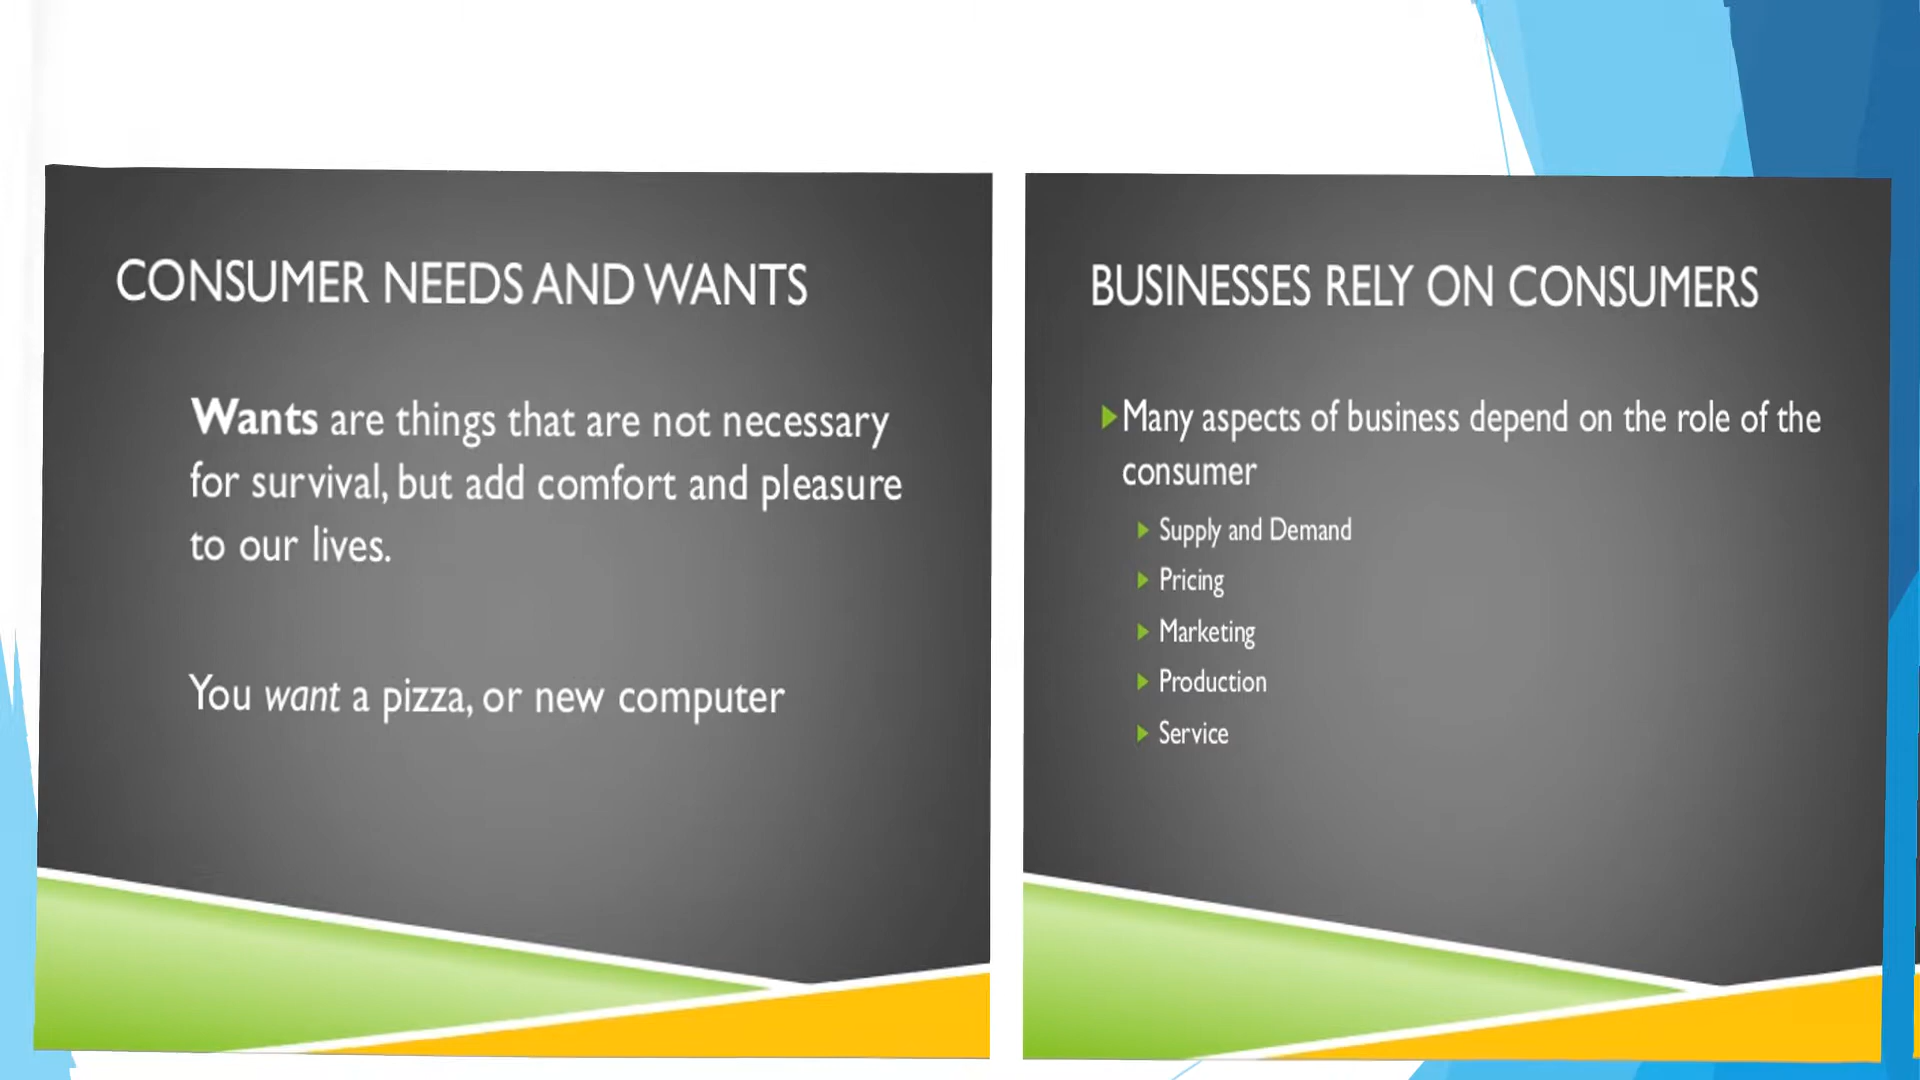 CONSUMER NEEDS AND WANTS
Wants are things that are not necessary
for survival, but add comfort and pleasure
to our lives.
You want a pizza, or new computer
BUSINESSES RELY ON CONSUMERS
Many aspects of business depend on the role of the
consumer
Supply and Demand
Pricing
Marketing
Production
Service